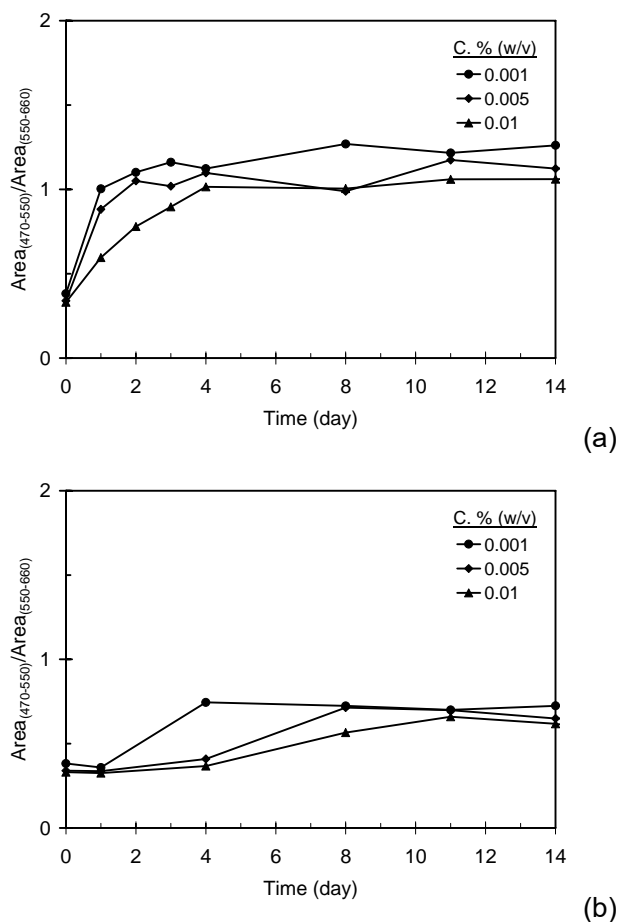 2
C. % (w/v)
0.001
0.005
0.01
1
0
Area(470-550)/Area(550-660)
0 2 4 6 8 10 12 14
Time (day)
(a)
2
C. % (w/v)
0.001
0.005
0.01
1
0
Area(470-550)/Area(550-660)
0 2 4 6 8 10 12 14
Time (day)
(b)